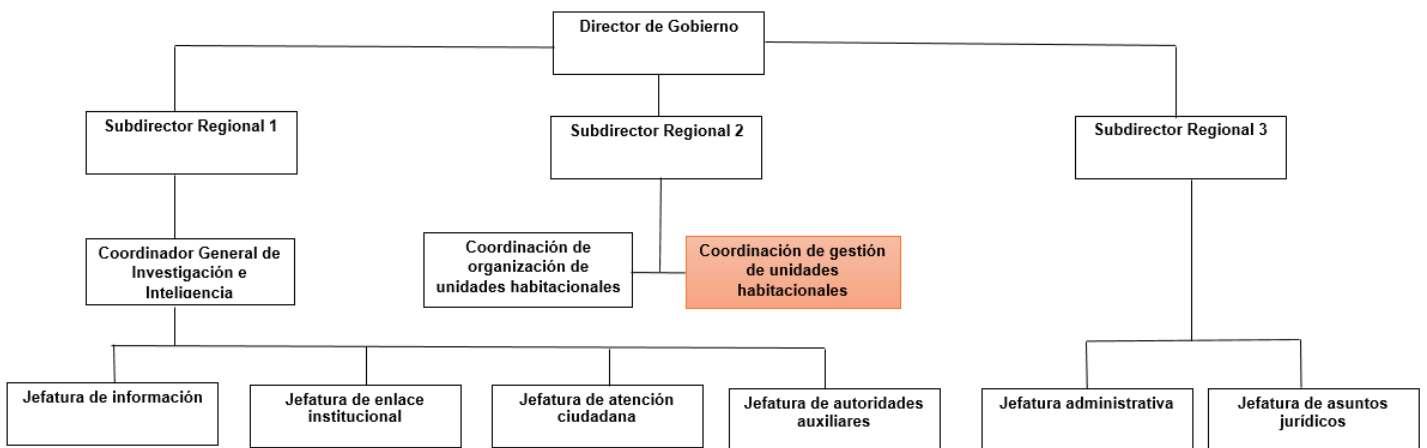 Director de Gobierno
Subdirector Regional 1
Subdirector Regional 2
Subdirector Regional 3
Coordinador General de
Investigación e
Inteligencia
Coordinación de
organización de
unidades habitacionales
Coordinación de gestión
de unidades
habitacionales
Jefatura de información
Jefatura de enlace
institucional
Jefatura de atención
ciudadana
Jefatura de autoridades
auxiliares
Jefatura administrativa
Jefatura de asuntos
jurídicos